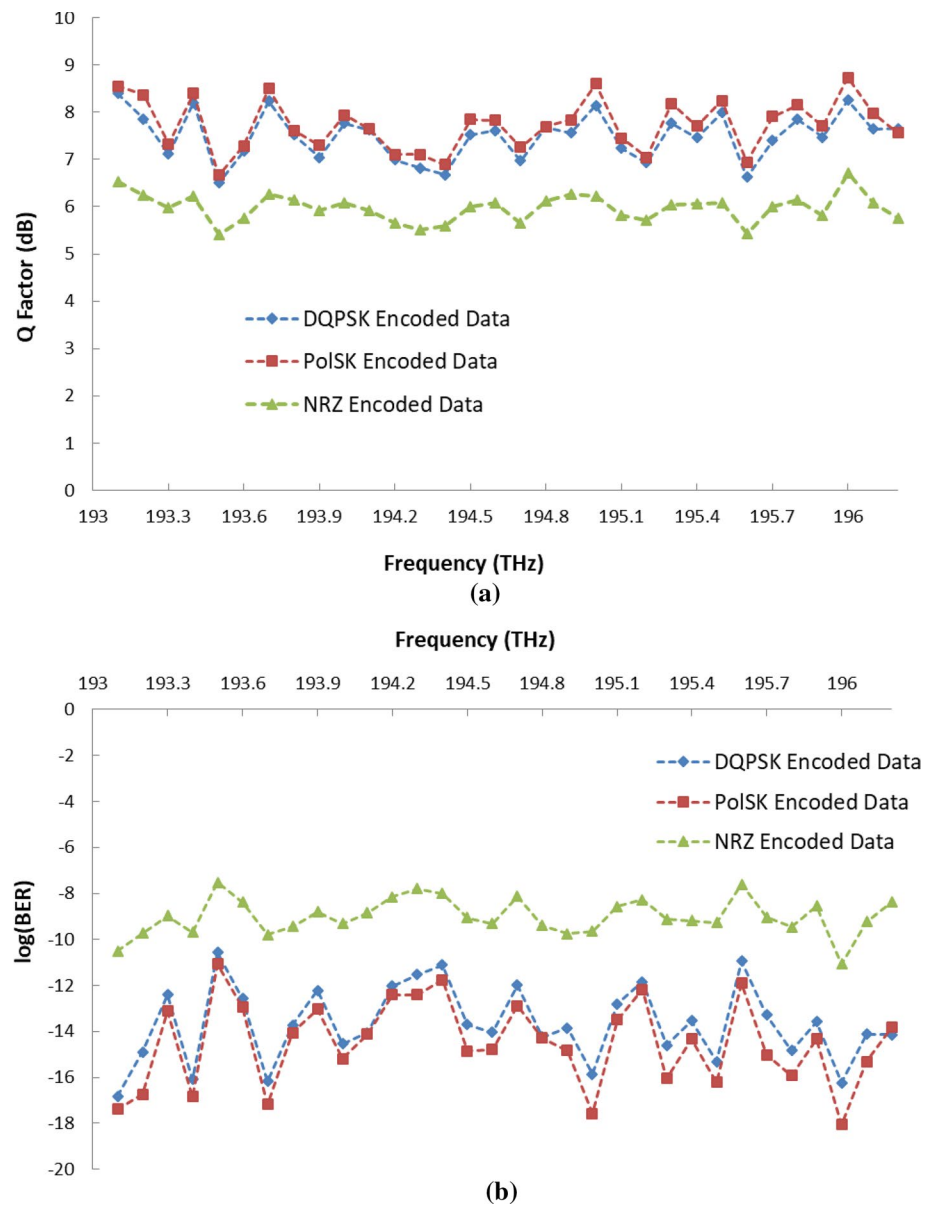 10
9
8
7
6
5
4
3
2
1
0
Q Factor (dB)
DQPSK Encoded Data
PolSK Encoded Data
NRZ Encoded Data
193 193.3 193.6 193.9 194.2 194.5 194.8 195.1 195.4 195.7 196
Frequency (THz)
(a)
Frequency (THz)
193 193.3 193.6 193.9 194.2 194.5 194.8 195.1 195.4 195.7 196
0
-2
-4
-6
-8
-10
-12
-14
-16
-18
-20
log(BER)
DQPSK Encoded Data
PolSK Encoded Data
NRZ Encoded Data
(b)